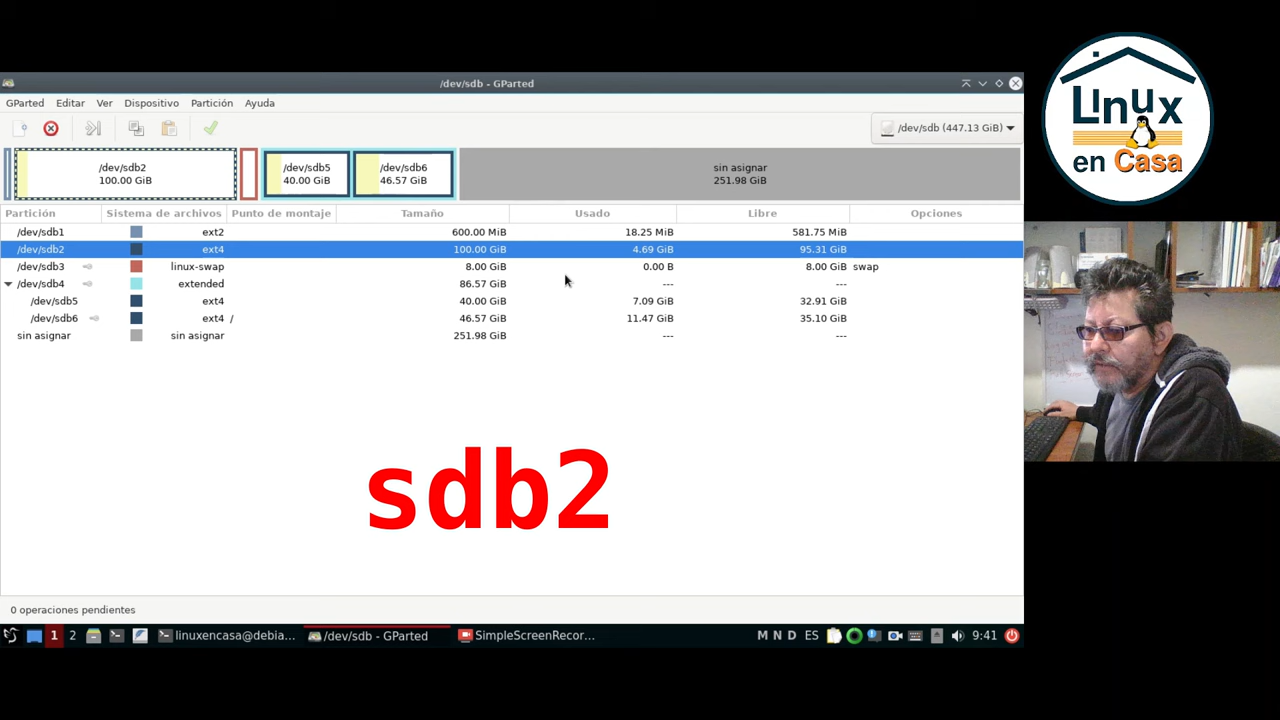 /dev/sdb - GParted
GParted Editar Ver Dispositivo Partición Ayuda
/dev/sdb (447.13 GiB)
/dev/sdb2
100.00 GiB
/dev/sdb5
40.00 GiB
/dev/sdb6
46.57 GiB
sin asignar
251.98 GiB
Partición Sistema de archivos Punto de montaje Tamaño Usado Libre Opciones
/dev/sdb1 ext2 600.00 MiB 18.25 MiB 581.75 MiB
/dev/sdb2 ext4 100.00 GiB 4.69 GiB 95.31 GiB
/dev/sdb3 linux-swap 8.00 GiB 0.00 B 8.00 GiB swap
/dev/sdb4 extended 86.57 GiB --- ---
/dev/sdb5 ext4 40.00 GiB 7.09 GiB 32.91 GiB
/dev/sdb6 ext4 / 46.57 GiB 11.47 GiB 35.10 GiB
sin asignar sin asignar 251.98 GiB --- ---
sdb2
0 operaciones pendientes
1 2 linuxencasa@debia... /dev/sdb - GParted SimpleScreenRecor... M N D ES 9:41
Linux
en Casa